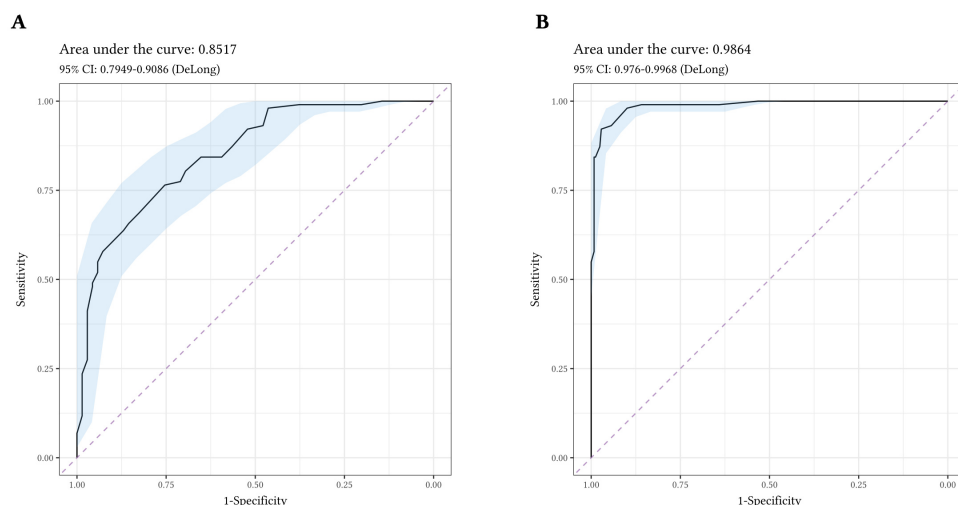 A
Area under the curve: 0.8517
95% CI: 0.7949-0.9086 (DeLong)
1.00
0.75
0.50
0.25
0.00
Sensitivity
1.00 0.75 0.50 0.25 0.00
1-Specificity
B
Area under the curve: 0.9864
95% CI: 0.976-0.9968 (DeLong)
1.00
0.75
0.50
0.25
0.00
Sensitivity
1.00 0.75 0.50 0.25 0.00
1-Specificity